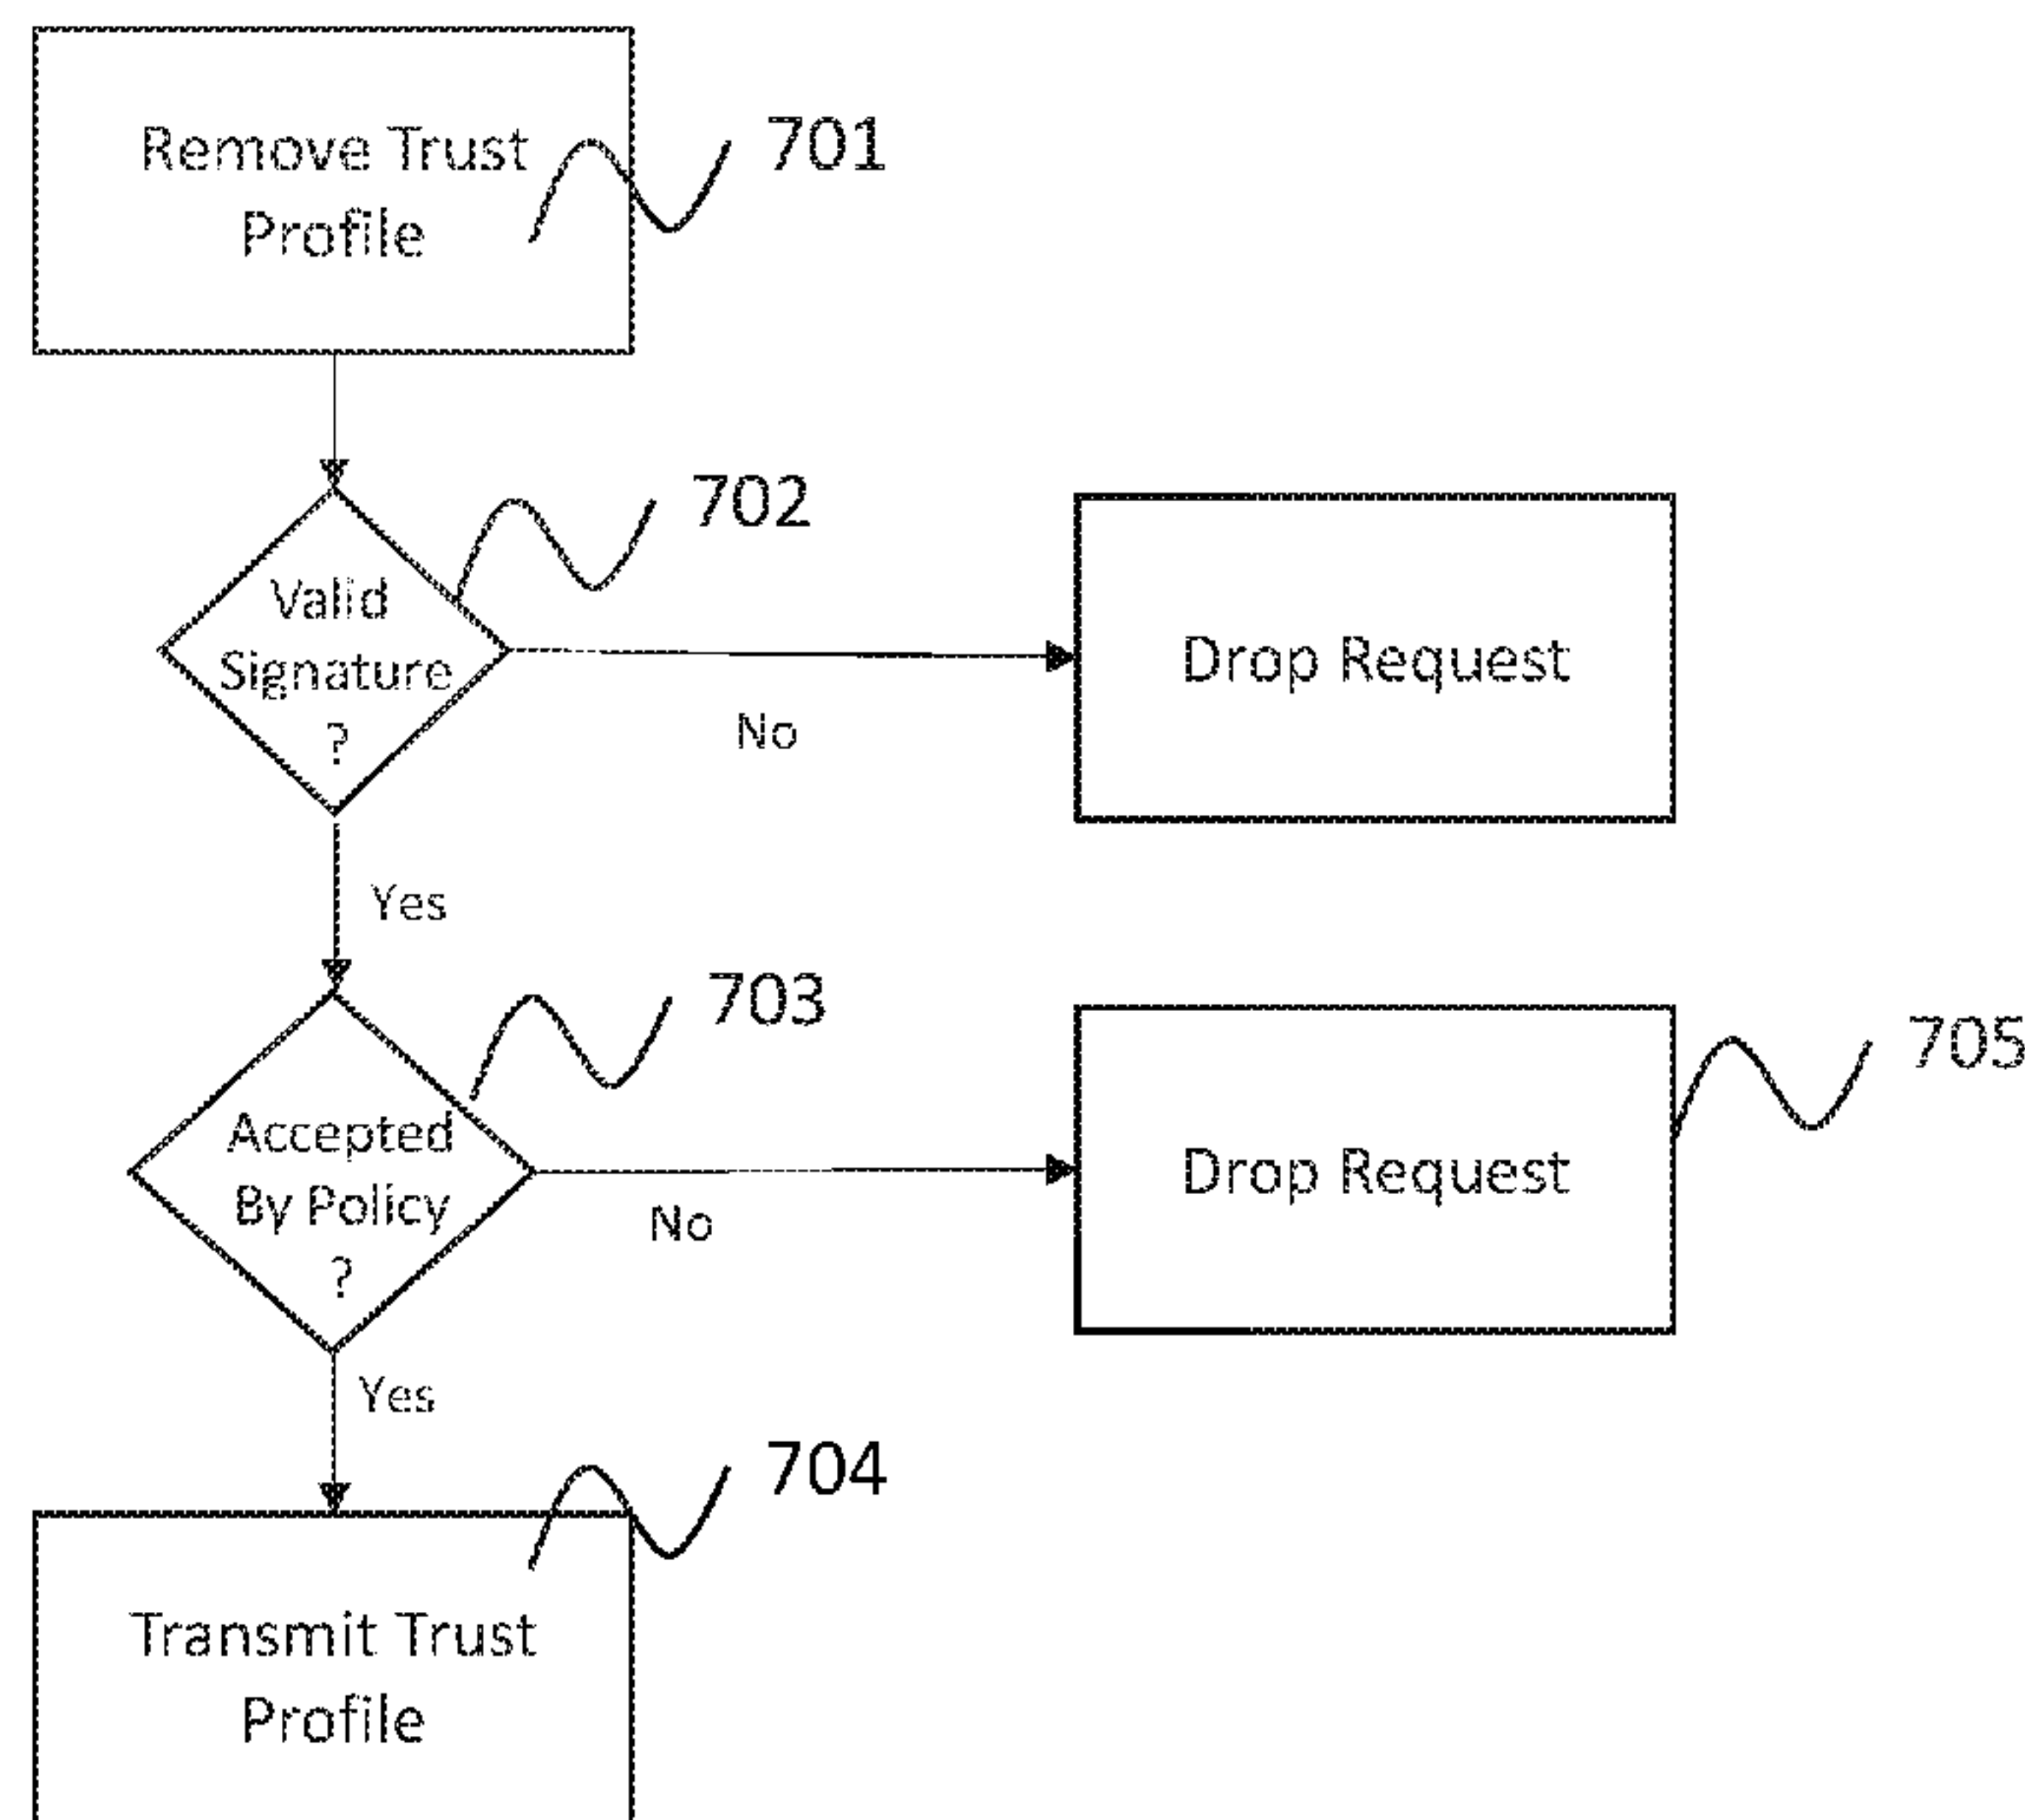 Remove Trust
Profile
701
702
Valid
Signature
?
No
Drop Request
Yes
703
Accepted
By Policy
?
No
Drop Request
705
Yes
704
Transmit Trust
Profile